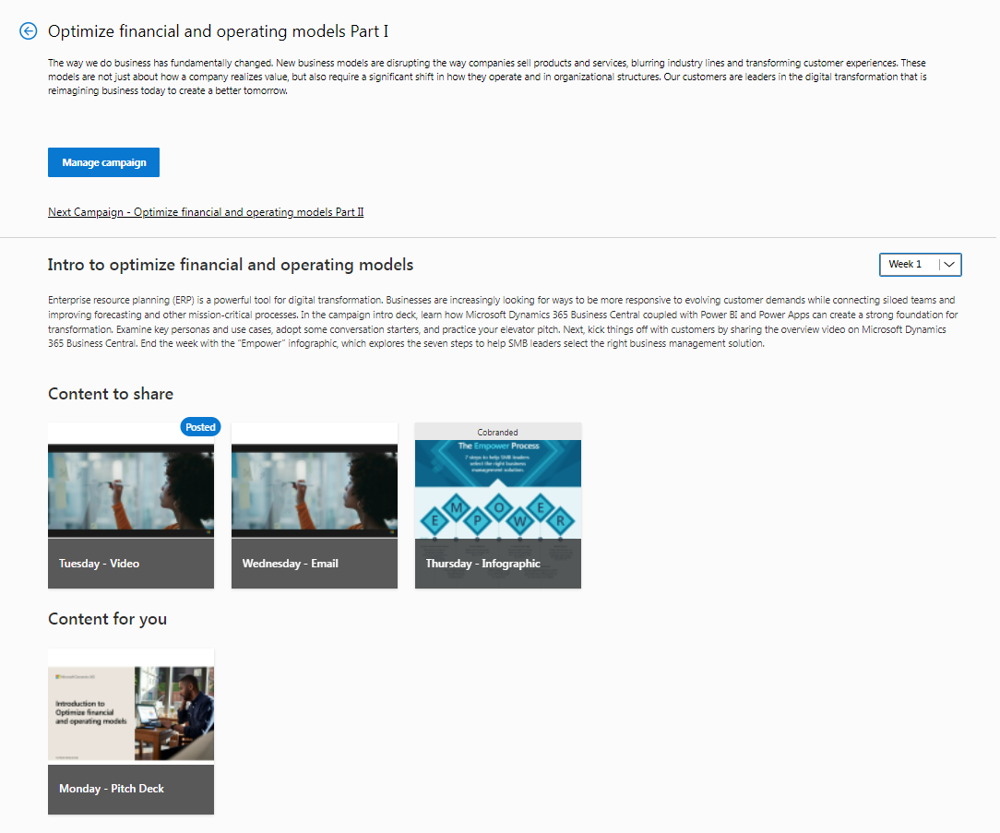 Optimize financial and operating models Part I
The way we do business has fundamentally changed. New business models are disrupting the way companies sell products and services, blurring industry lines and transforming customer experiences. These
models are not just about how a company realizes value, but also require a significant shift in how they operate and in organizational structures. Our customers are leaders in the digital transformation that is
reimagining business today to create a better tomorrow.
Manage campaign
Next Campaign - Optimize financial and operating models Part II
Intro to optimize financial and operating models
Week 1
Enterprise resource planning (ERP) is a powerful tool for digital transformation. Businesses are increasingly looking for ways to be more responsive to evolving customer demands while connecting siloed teams and
improving forecasting and other mission-critical processes. In the campaign intro deck, learn how Microsoft Dynamics 365 Business Central coupled with Power BI and Power Apps can create a strong foundation for
transformation. Examine key personas and use cases, adopt some conversation starters, and practice your elevator pitch. Next, kick things off with customers by sharing the overview video on Microsoft Dynamics
365 Business Central. End the week with the “Empower” infographic, which explores the seven steps to help SMB leaders select the right business management solution.
Content to share
Posted
Tuesday - Video
Wednesday - Email
Cobranded
The Empower Process
7 steps to help SMB leaders
select the right business
management solution.
E M P O W E R
Thursday - Infographic
Content for you
Introduction to
Optimize financial
and operating models
Monday - Pitch Deck